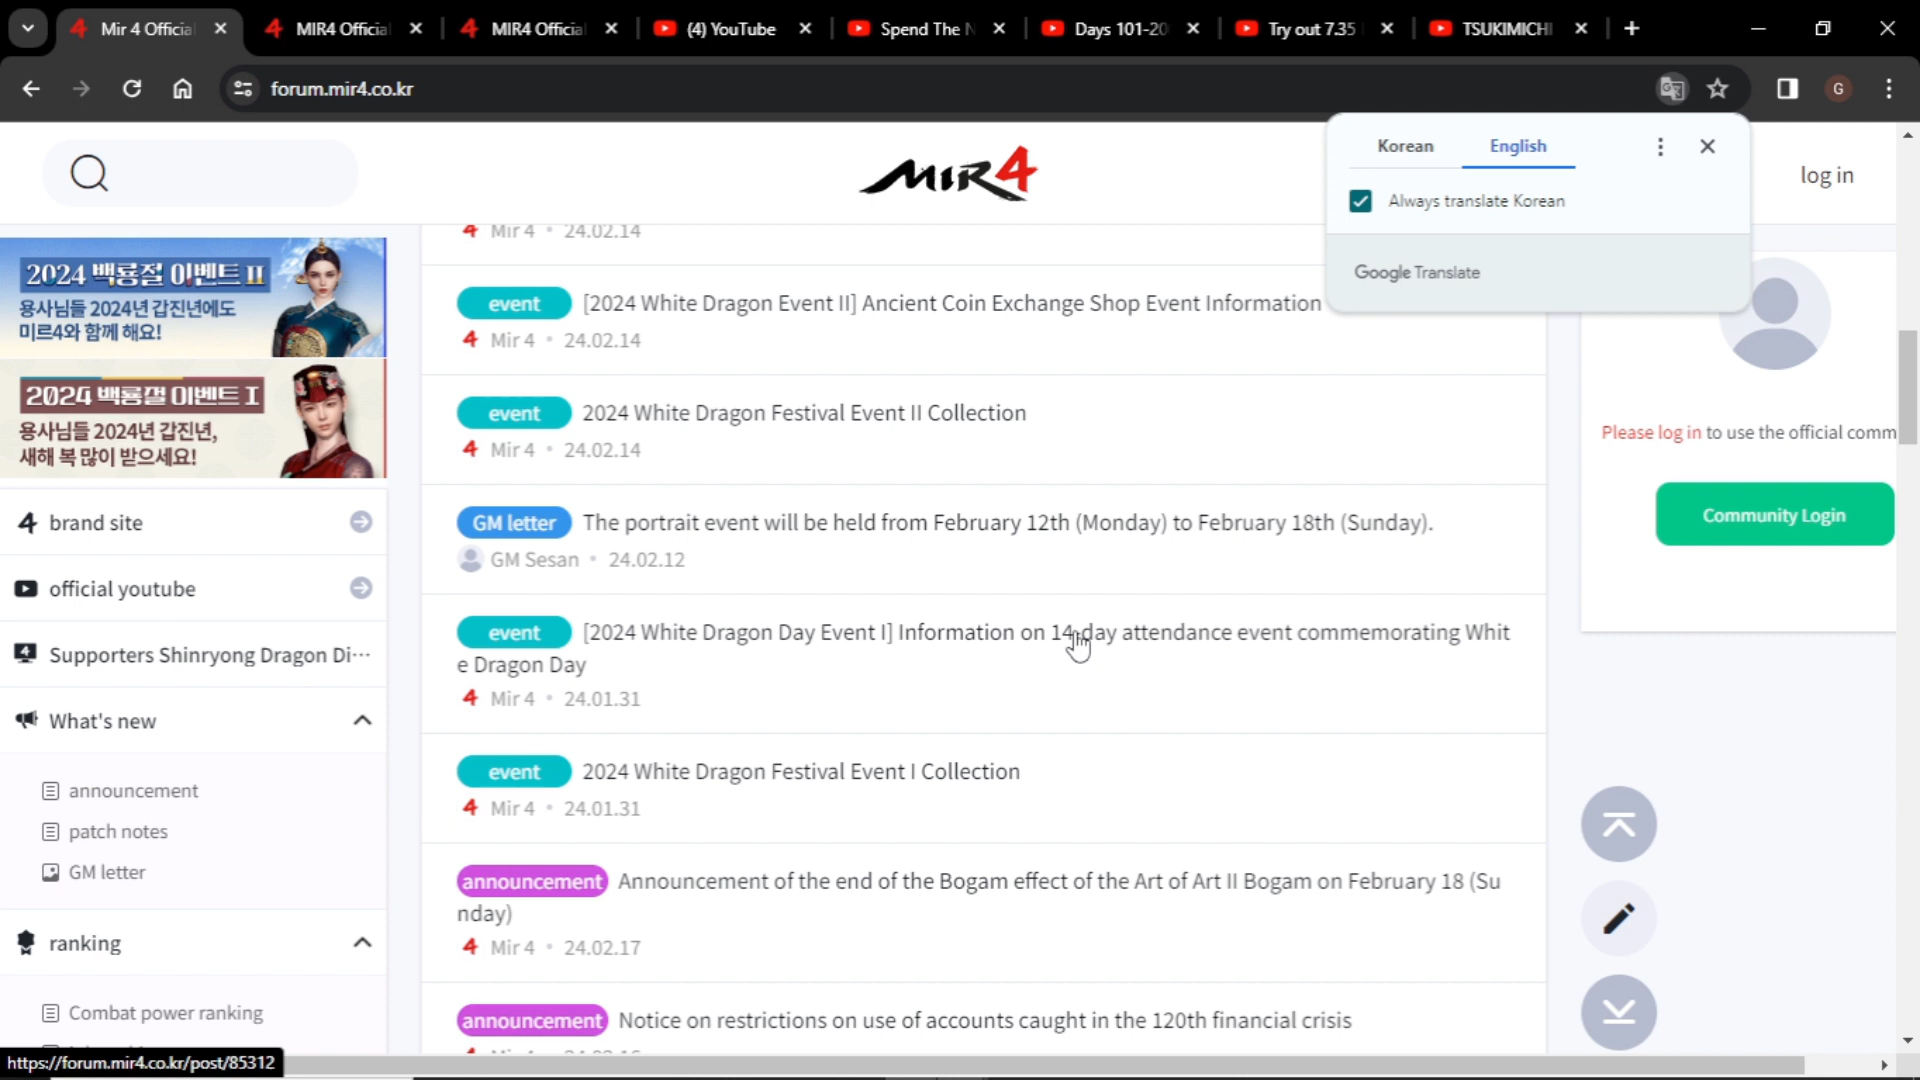 Mir 4 Officia
MIR4 Officia
MIR4 Officia
(4) YouTube
Spend The N
Days 101-20
Try out 7.35
TSUKIMICHI
forum.mir4.co.kr
G
Korean
English
Always translate Korean
Google Translate
MIR4
log in
2024 백룡절 이벤트 II
용사님들 2024년 갑진년에도
미르4와 함께 해요!
2024 백룡절 이벤트 I
용사님들 2024년 갑진년,
새해 복 많이 받으세요!
4 brand site
official youtube
Supporters Shinryong Dragon Di···
What's new
announcement
patch notes
GM letter
ranking
Combat power ranking
Mir 4 • 24.02.14
event [2024 White Dragon Event II] Ancient Coin Exchange Shop Event Information
Mir 4 • 24.02.14
event 2024 White Dragon Festival Event II Collection
Mir 4 • 24.02.14
GM letter The portrait event will be held from February 12th (Monday) to February 18th (Sunday).
GM Sesan • 24.02.12
event [2024 White Dragon Day Event I] Information on 14-day attendance event commemorating Whit
e Dragon Day
Mir 4 • 24.01.31
event 2024 White Dragon Festival Event I Collection
Mir 4 • 24.01.31
announcement Announcement of the end of the Bogam effect of the Art of Art II Bogam on February 18 (Su
nday)
Mir 4 • 24.02.17
announcement Notice on restrictions on use of accounts caught in the 120th financial crisis
Please log in to use the official comm
Community Login
https://forum.mir4.co.kr/post/85312